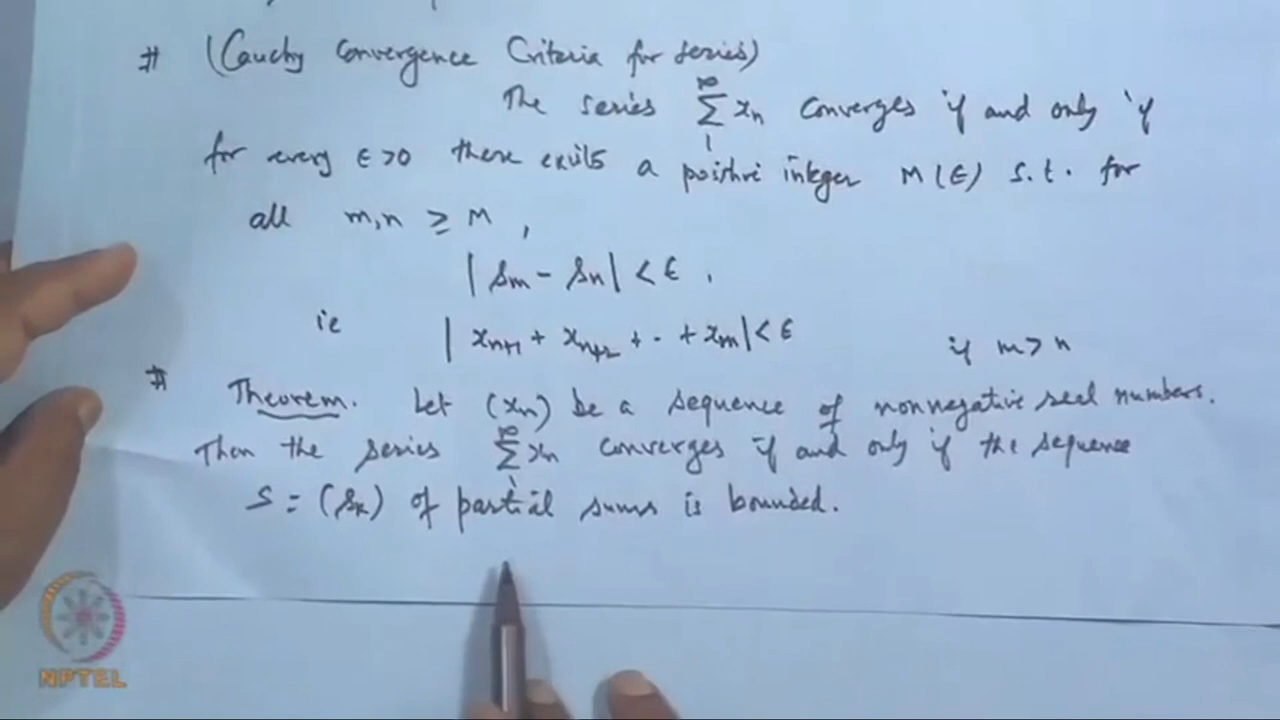 # (Cauchy Convergence Criteria for series)
The series ∑_1^∞ xn converges if and only if
for every ϵ>0 there exits a positive integer M(ϵ) s.t. for
all m,n ≥ M ,
|sm - sn| < ϵ .
ie | xn+1 + xn+2 + . . + xm| < ϵ if m > n
# Theorem. Let (xn) be a sequence of nonnegative real numbers.
Then the series ∑_1^∞ xn converges if and only if the sequence
S = (sk) of partial sums is bounded.
NPTEL